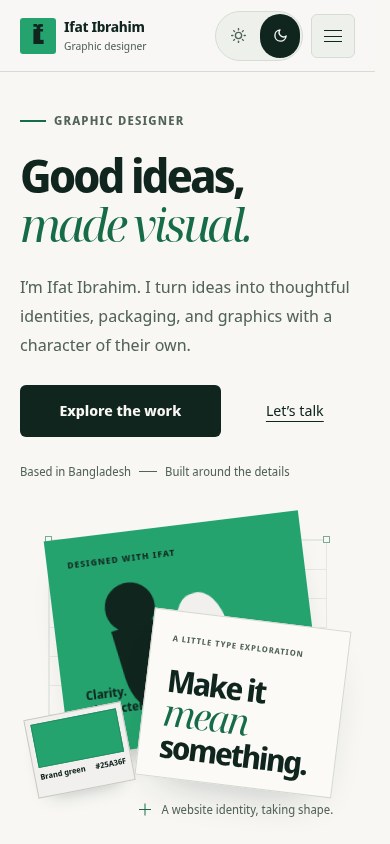 Ifat Ibrahim
Graphic designer
GRAPHIC DESIGNER
Good ideas,
made visual.
I’m Ifat Ibrahim. I turn ideas into thoughtful
identities, packaging, and graphics with a
character of their own.
Explore the work
Let’s talk
Based in Bangladesh
Built around the details
DESIGNED WITH IFAT
Clarity.
A LITTLE TYPE EXPLORATION
Make it
mean
something.
Brand green
#25A36F
A website identity, taking shape.